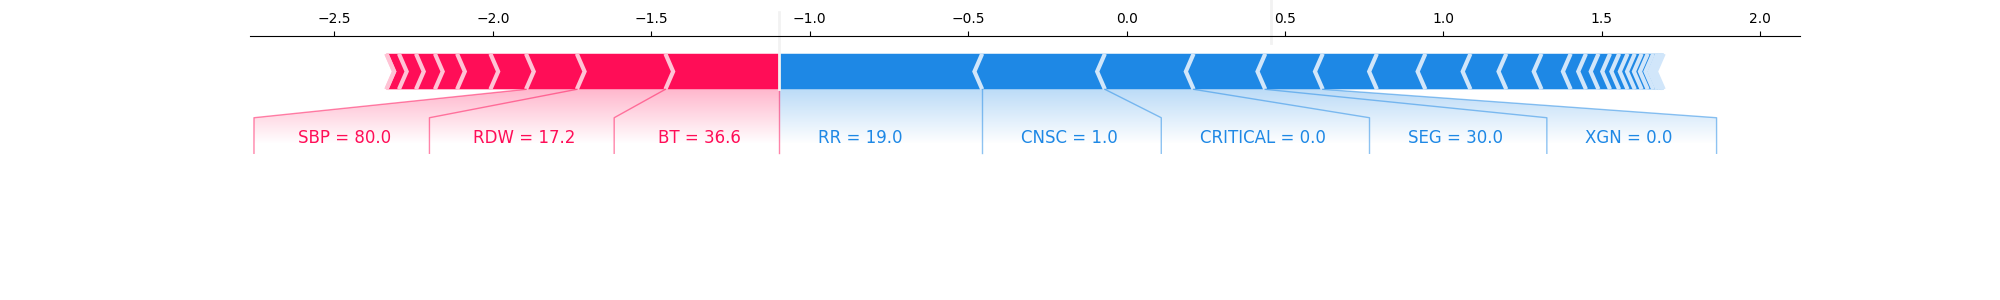 −2.5 −2.0 −1.5 −1.0 −0.5 0.0 0.5 1.0 1.5 2.0
SBP = 80.0 RDW = 17.2 BT = 36.6 RR = 19.0 CNSC = 1.0 CRITICAL = 0.0 SEG = 30.0 XGN = 0.0